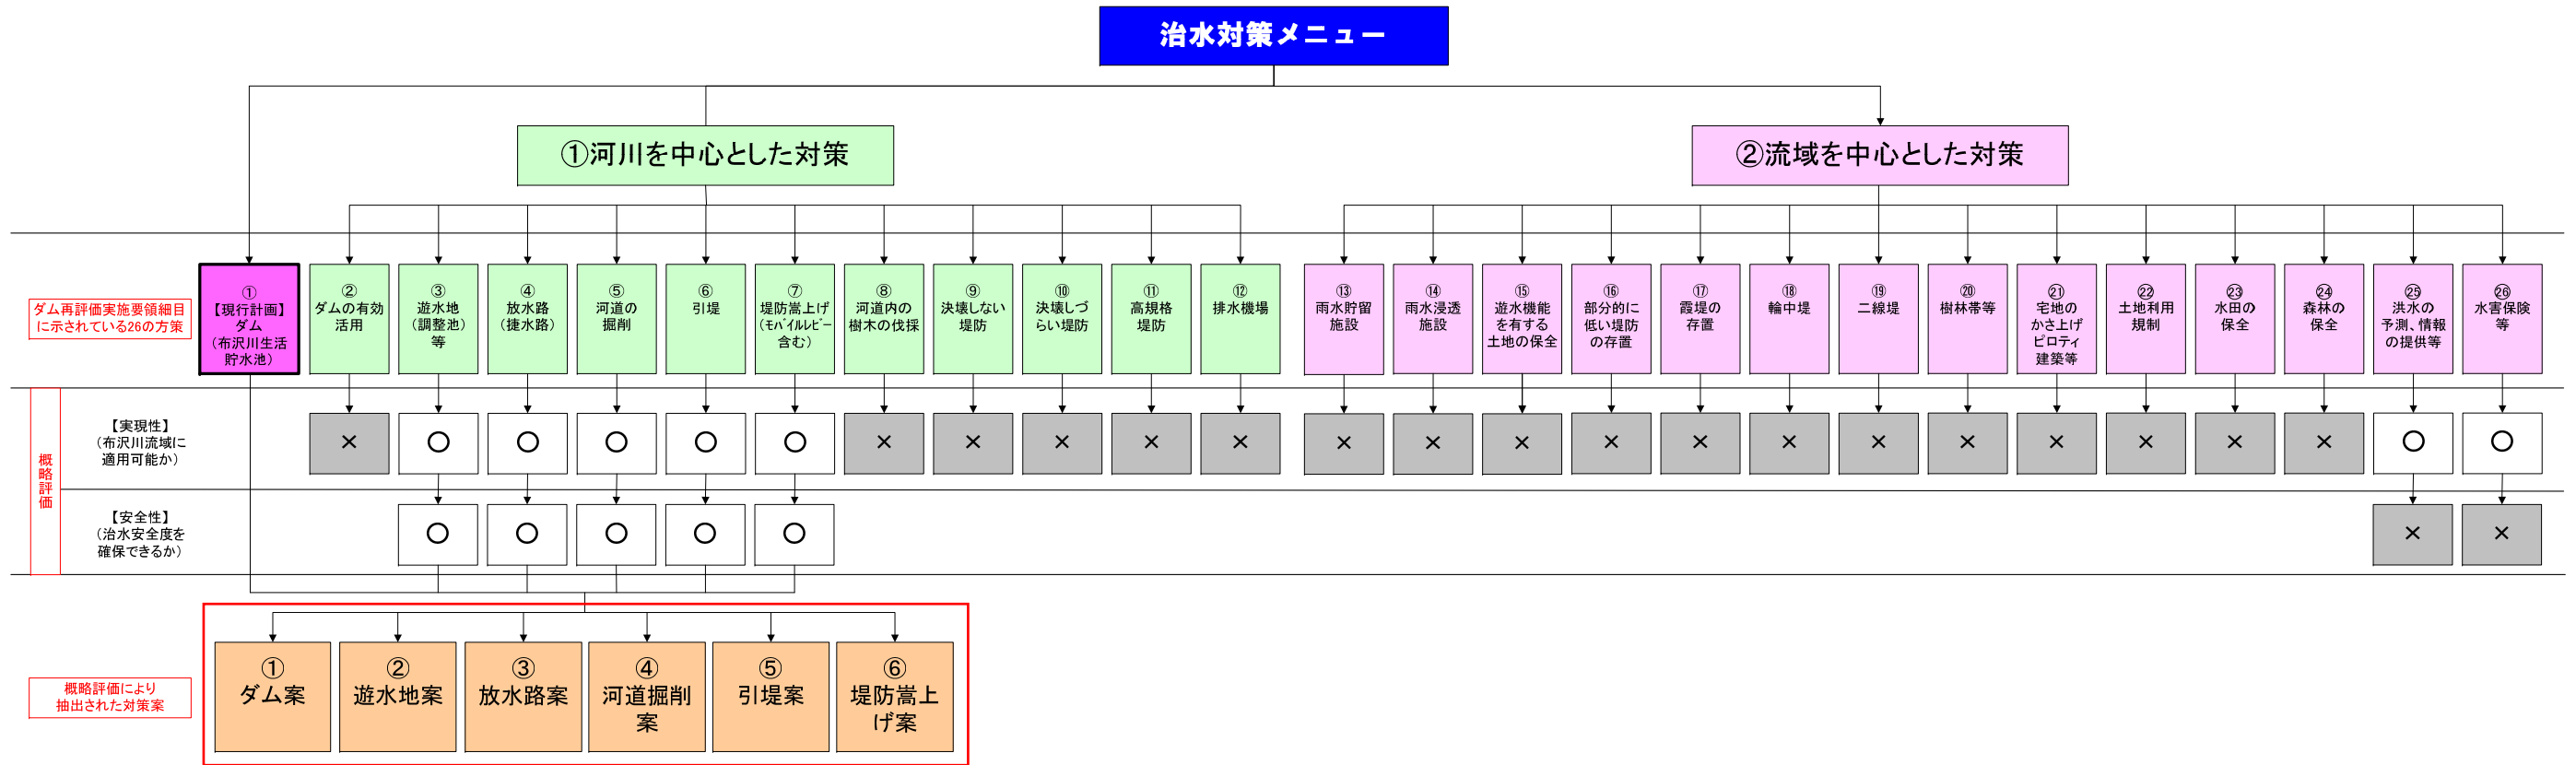 治水対策メニュー
①河川を中心とした対策
②流域を中心とした対策
ダム再評価実施要領細目
に示されている26の方策
①
【現行計画】
ダム
(布沢川生活
貯水池)
②
ダムの有効
活用
③
遊水地
(調整池)
等
④
放水路
(捷水路)
⑤
河道の
掘削
⑥
引堤
⑦
堤防嵩上げ
(ﾓﾊﾞｲﾙﾚﾋﾞｰ
含む)
⑧
河道内の
樹木の伐採
⑨
決壊しない
堤防
⑩
決壊しづ
らい堤防
⑪
高規格
堤防
⑫
排水機場
⑬
雨水貯留
施設
⑭
雨水浸透
施設
⑮
遊水機能
を有する
土地の保全
⑯
部分的に
低い堤防
の存置
⑰
霞堤の
存置
⑱
輪中堤
⑲
二線堤
⑳
樹林帯等
㉑
宅地の
かさ上げ
ピロティ
建築等
㉒
土地利用
規制
㉓
水田の
保全
㉔
森林の
保全
㉕
洪水の
予測、情報
の提供等
㉖
水害保険
等
概略評価
【実現性】
(布沢川流域に
適用可能か)
× ○ ○ ○ ○ ○ × × × × × × × × × × × × × × × × × ○ ○
【安全性】
(治水安全度を
確保できるか)
○ ○ ○ ○ ○ × ×
概略評価により
抽出された対策案
①
ダム案
②
遊水地案
③
放水路案
④
河道掘削
案
⑤
引堤案
⑥
堤防嵩上
げ案